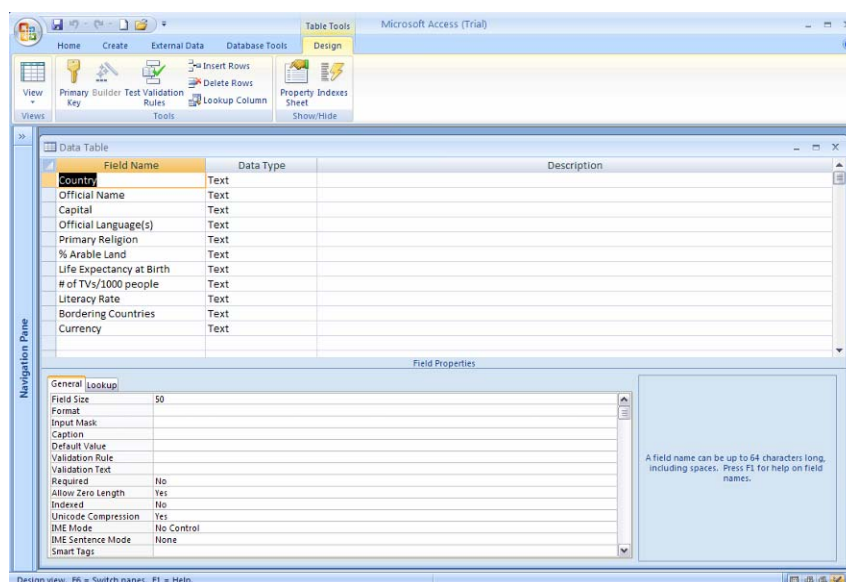 Table Tools Microsoft Access (Trial)
Home Create External Data Database Tools Design
View
Primary Key
Builder
Test Validation Rules
Insert Rows
Delete Rows
Lookup Column
Property Sheet
Indexes
Views Tools Show/Hide
Data Table
Field Name Data Type Description
Country Text
Official Name Text
Capital Text
Official Language(s) Text
Primary Religion Text
% Arable Land Text
Life Expectancy at Birth Text
# of TVs/1000 people Text
Literacy Rate Text
Bordering Countries Text
Currency Text
Navigation Pane
Field Properties
General Lookup
Field Size 50
Format
Input Mask
Caption
Default Value
Validation Rule
Validation Text
Required No
Allow Zero Length Yes
Indexed No
Unicode Compression Yes
IME Mode No Control
IME Sentence Mode None
Smart Tags
A field name can be up to 64 characters long,
including spaces. Press F1 for help on field
names.
Design view. F6 = Switch panes. F1 = Help.